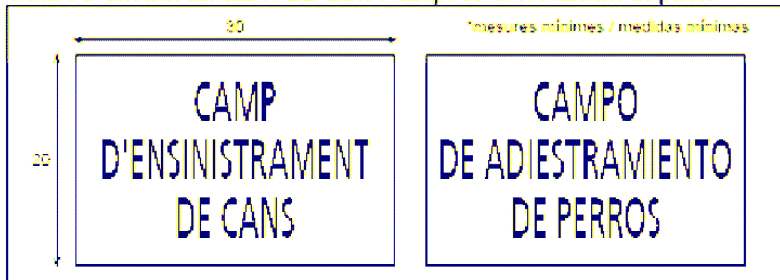 30
*mesures mínimes / medidas mínimas
20
CAMP
D'ENSINISTRAMENT
DE CANS
CAMPO
DE ADIESTRAMIENTO
DE PERROS